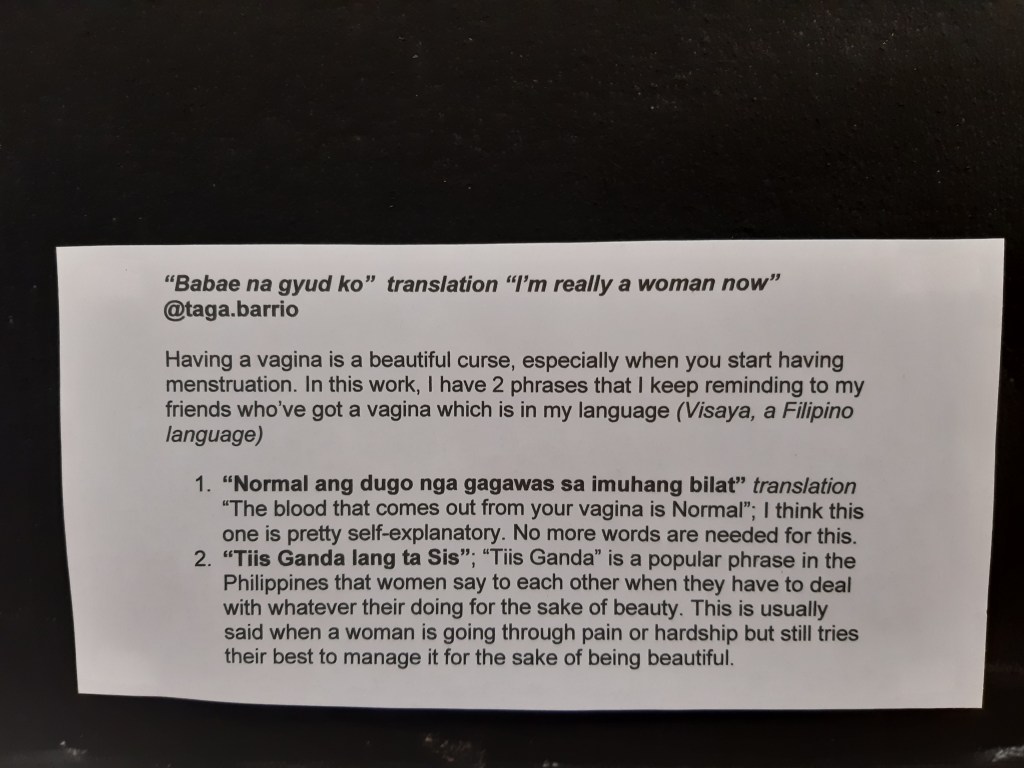 “Babae na gyud ko”  translation “I’m really a woman now”
@taga.barrio
Having a vagina is a beautiful curse, especially when you start having
menstruation. In this work, I have 2 phrases that I keep reminding to my
friends who’ve got a vagina which is in my language (Visaya, a Filipino
language)
1. “Normal ang dugo nga gagawas sa imuhang bilat” translation
“The blood that comes out from your vagina is Normal”; I think this
one is pretty self-explanatory. No more words are needed for this.
2. “Tiis Ganda lang ta Sis”; “Tiis Ganda” is a popular phrase in the
Philippines that women say to each other when they have to deal
with whatever their doing for the sake of beauty. This is usually
said when a woman is going through pain or hardship but still tries
their best to manage it for the sake of being beautiful.